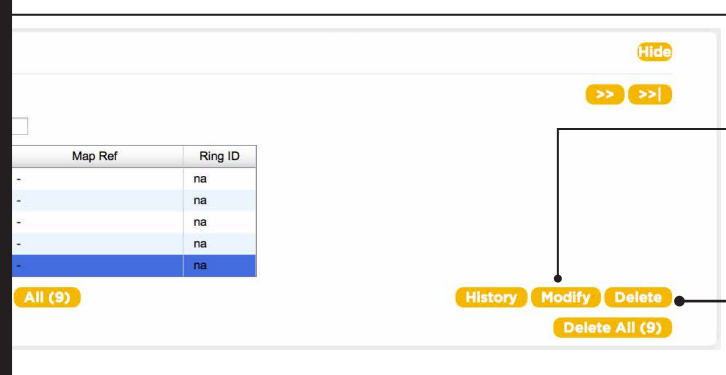 Hide
>> >>|
Map Ref Ring ID
- na
- na
- na
- na
- na
All (9) History Modify Delete
Delete All (9)